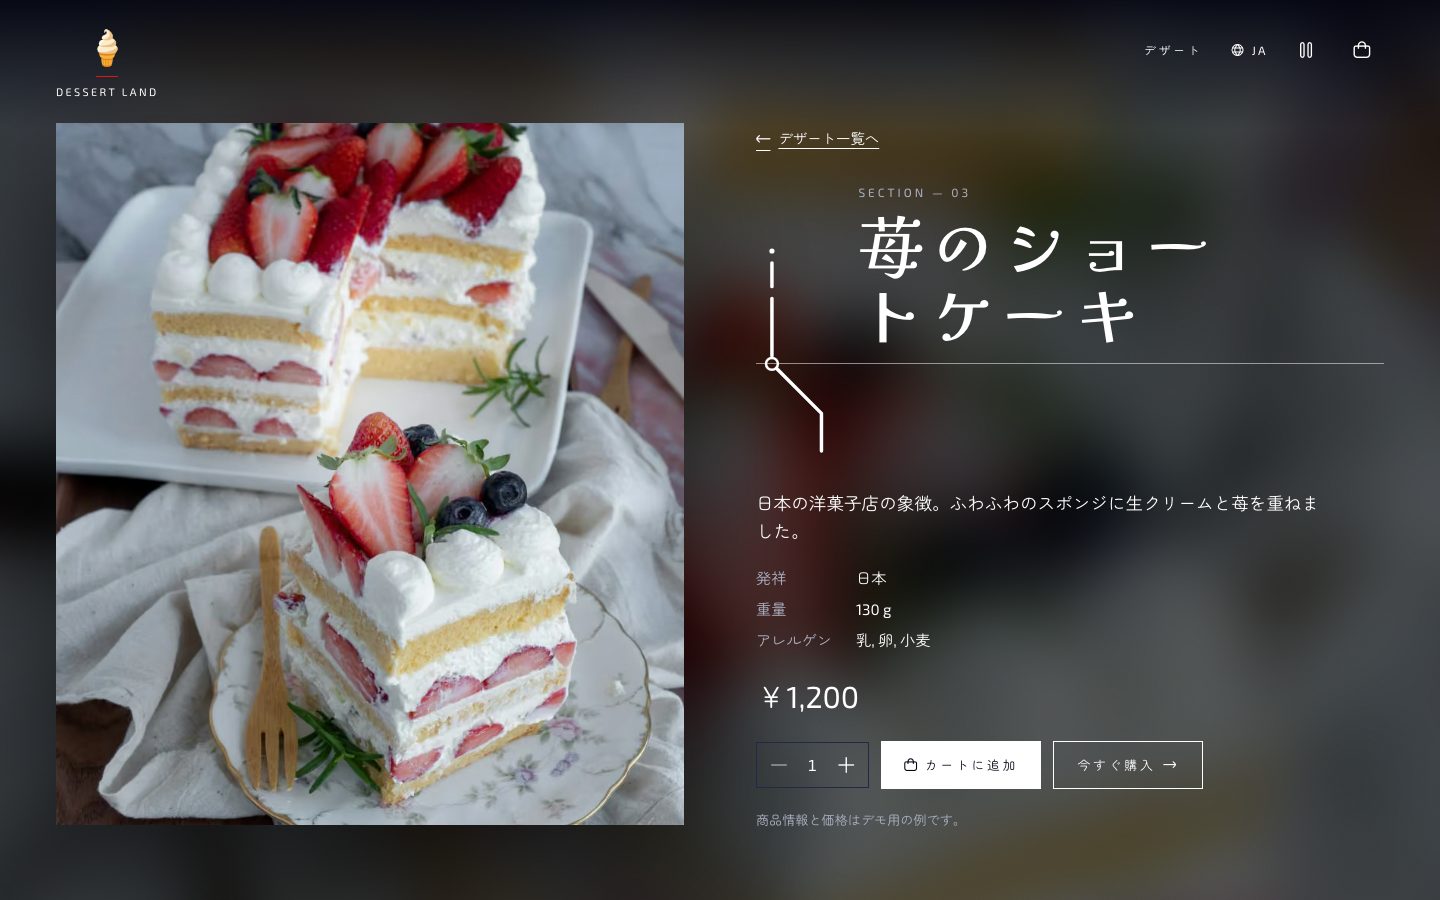 DESSERT LAND
デザート
JA
← デザート一覧へ
SECTION — 03
苺のショー
トケーキ
日本の洋菓子店の象徴。ふわふわのスポンジに生クリームと苺を重ねま
した。
発祥 日本
重量 130 g
アレルゲン 乳, 卵, 小麦
￥1,200
— 1 +
カートに追加
今すぐ購入 →
商品情報と価格はデモ用の例です。